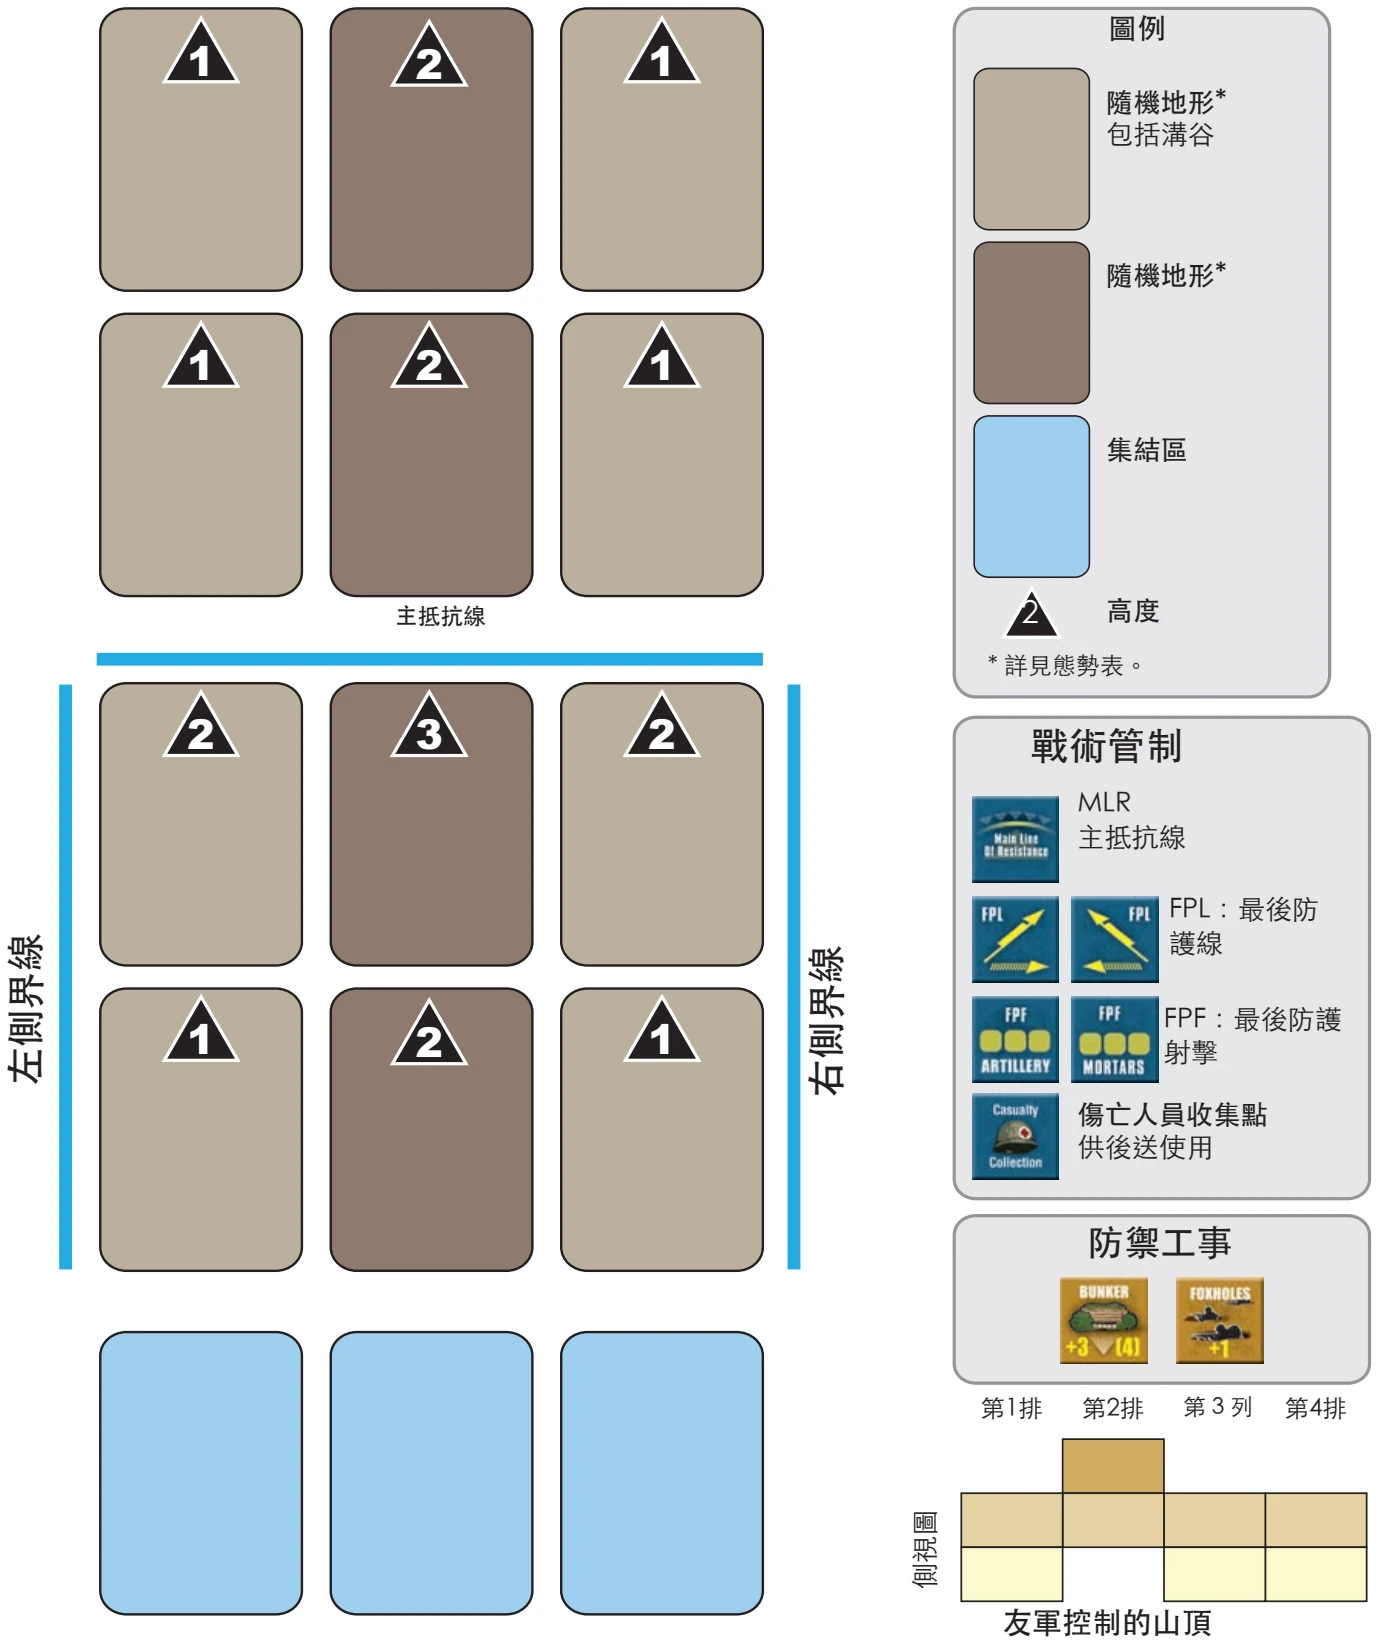 1
2
1
1
2
1
主抵抗線
2
3
2
左側界線
右側界線
1
2
1
圖例
隨機地形*
包括溝谷
隨機地形*
集結區
2
高度
* 詳見態勢表。
戰術管制
Main Line
Of Resistance
MLR
主抵抗線
FPL
FPL
FPL：最後防
護線
FPF
ARTILLERY
FPF
MORTARS
FPF：最後防護
射擊
Casualty
Collection
傷亡人員收集點
供後送使用
防禦工事
BUNKER
+3 (4)
FOXHOLES
+1
第1排 第2排 第 3 列 第4排
側視圖
友軍控制的山頂